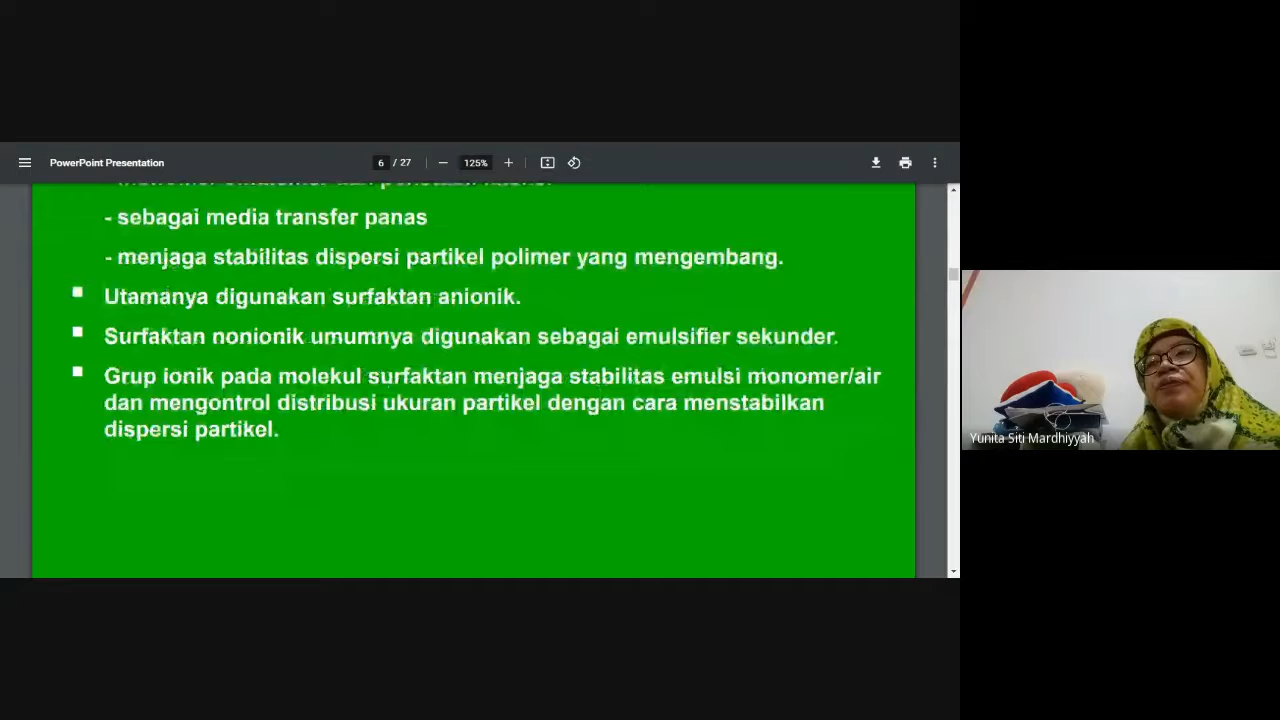 PowerPoint Presentation
6 / 27
125%
- sebagai media transfer panas
- menjaga stabilitas dispersi partikel polimer yang mengembang.
Utamanya digunakan surfaktan anionik.
Surfaktan nonionik umumnya digunakan sebagai emulsifier sekunder.
Grup ionik pada molekul surfaktan menjaga stabilitas emulsi monomer/air
dan mengontrol distribusi ukuran partikel dengan cara menstabilkan
dispersi partikel.
Yunita Siti Mardhiyyah